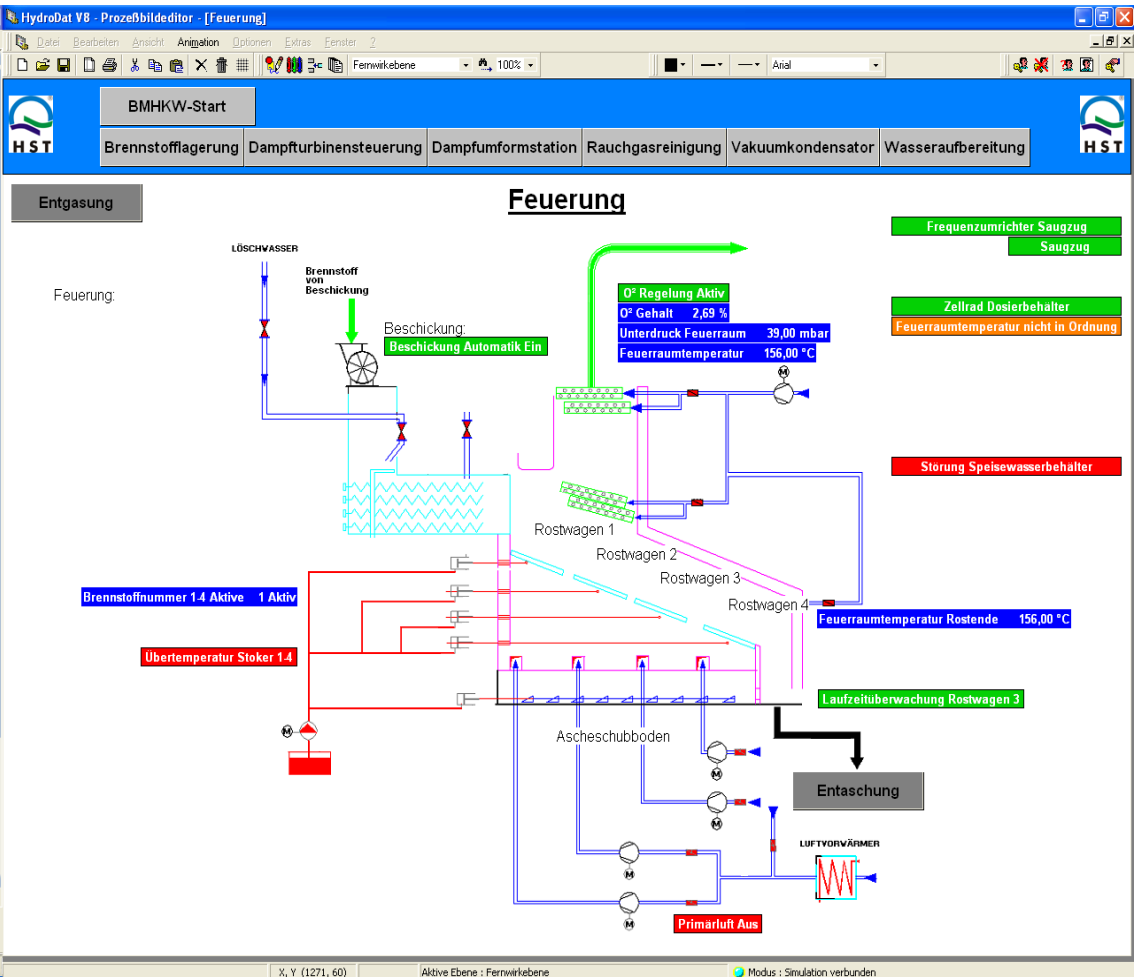 HydroDat V8 - Prozeßbildeditor - [Feuerung]
Datei Bearbeiten Ansicht Animation Optionen Extras Fenster ?
Fernwirkebene 100% Arial
HST
BMHKW-Start
HST
Brennstofflagerung Dampfturbinensteuerung Dampfumformstation Rauchgasreinigung Vakuumkondensator Wasseraufbereitung
Entgasung
Feuerung
Frequenzumrichter Saugzug
Saugzug
LÖSCHWASSER
Brennstoff
von
Beschickung
Feuerung:
O² Regelung Aktiv
O² Gehalt 2,69 %
Unterdruck Feuerraum 39,00 mbar
Feuerraumtemperatur 156,00 °C
Zellrad Dosierbehälter
Feuerraumtemperatur nicht in Ordnung
Beschickung:
Beschickung Automatik Ein
M
Störung Speisewasserbehälter
Rostwagen 1
Rostwagen 2
Rostwagen 3
Rostwagen 4
Brennstoffnummer 1-4 Aktive 1 Aktiv
Feuerraumtemperatur Rostende 156,00 °C
Übertemperatur Stoker 1-4
Laufzeitüberwachung Rostwagen 3
M
Ascheschubboden
M
Entaschung
M
LUFTVORWÄRMER
M
Primärluft Aus
M
X, Y (1271, 60) Aktive Ebene : Fernwirkebene Modus : Simulation verbunden